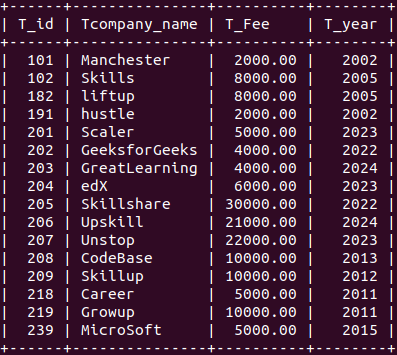 +------+---------------+----------+--------+
| T_id | Tcompany_name | T_Fee    | T_year |
+------+---------------+----------+--------+
|  101 | Manchester    |  2000.00 |   2002 |
|  102 | Skills        |  8000.00 |   2005 |
|  182 | liftup        |  8000.00 |   2005 |
|  191 | hustle        |  2000.00 |   2002 |
|  201 | Scaler        |  5000.00 |   2023 |
|  202 | GeeksforGeeks |  4000.00 |   2022 |
|  203 | GreatLearning |  4000.00 |   2024 |
|  204 | edX           |  6000.00 |   2023 |
|  205 | Skillshare    | 30000.00 |   2022 |
|  206 | Upskill       | 21000.00 |   2024 |
|  207 | Unstop        | 22000.00 |   2023 |
|  208 | CodeBase      | 10000.00 |   2013 |
|  209 | Skillup       | 10000.00 |   2012 |
|  218 | Career        |  5000.00 |   2011 |
|  219 | Growup        | 10000.00 |   2011 |
|  239 | MicroSoft     |  5000.00 |   2015 |
+------+---------------+----------+--------+